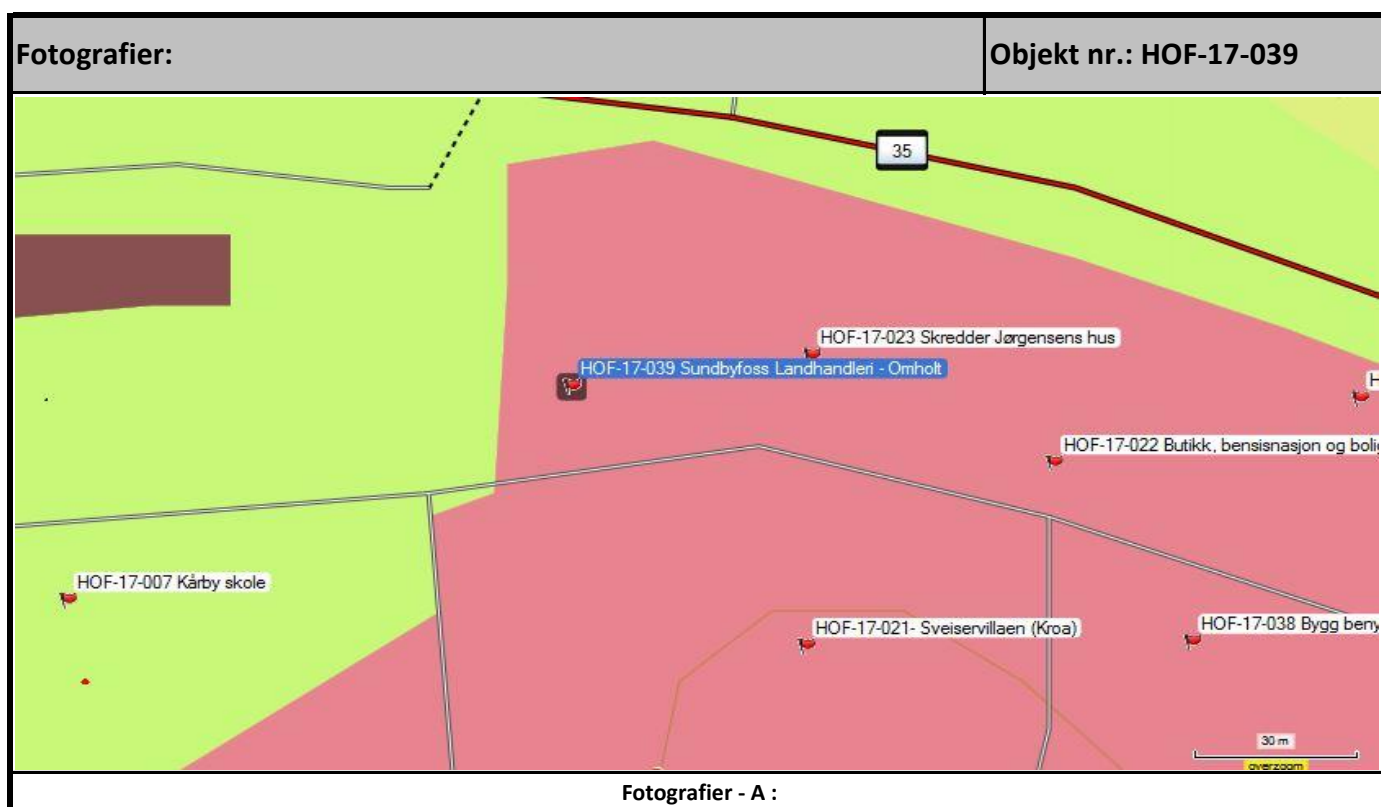 Fotografier:
Objekt nr.: HOF-17-039
35
HOF-17-023 Skredder Jørgensens hus
HOF-17-039 Sundbyfoss Landhandleri - Omholt
H
HOF-17-022 Butikk, bensisnasjon og bolig
HOF-17-007 Kårby skole
HOF-17-021- Sveiservillaen (Kroa)
HOF-17-038 Bygg beny
30 m
overzoom
Fotografier - A :